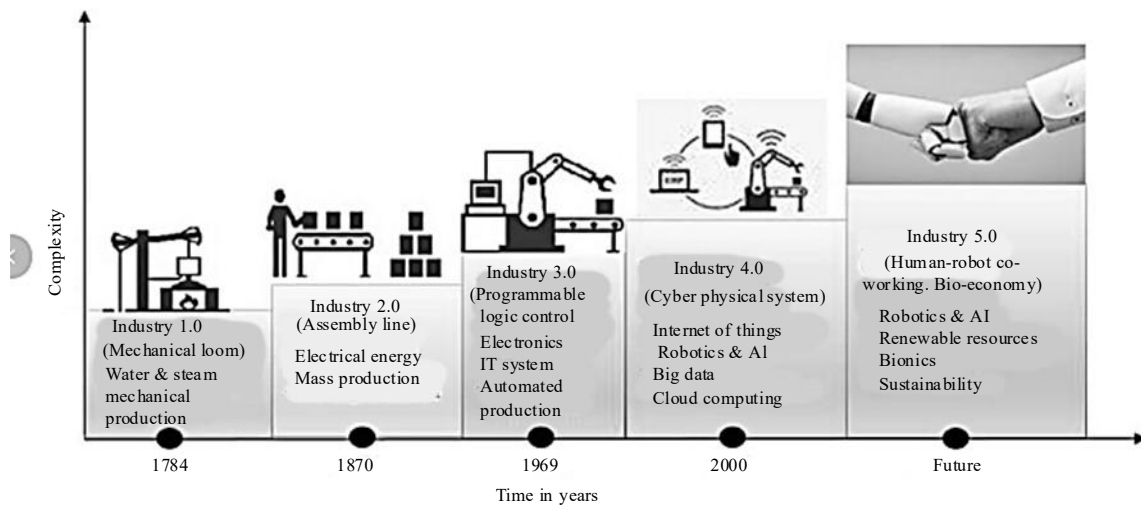 Complexity
Industry 1.0
(Mechanical loom)
Water & steam
mechanical
production
Industry 2.0
(Assembly line)
Electrical energy
Mass production
Industry 3.0
(Programmable
logic control)
Electronics
IT system
Automated
production
Industry 4.0
(Cyber physical system)
Internet of things
Robotics & AI
Big data
Cloud computing
Industry 5.0
(Human-robot co-
working. Bio-economy)
Robotics & AI
Renewable resources
Bionics
Sustainability
1784
1870
1969
2000
Future
Time in years